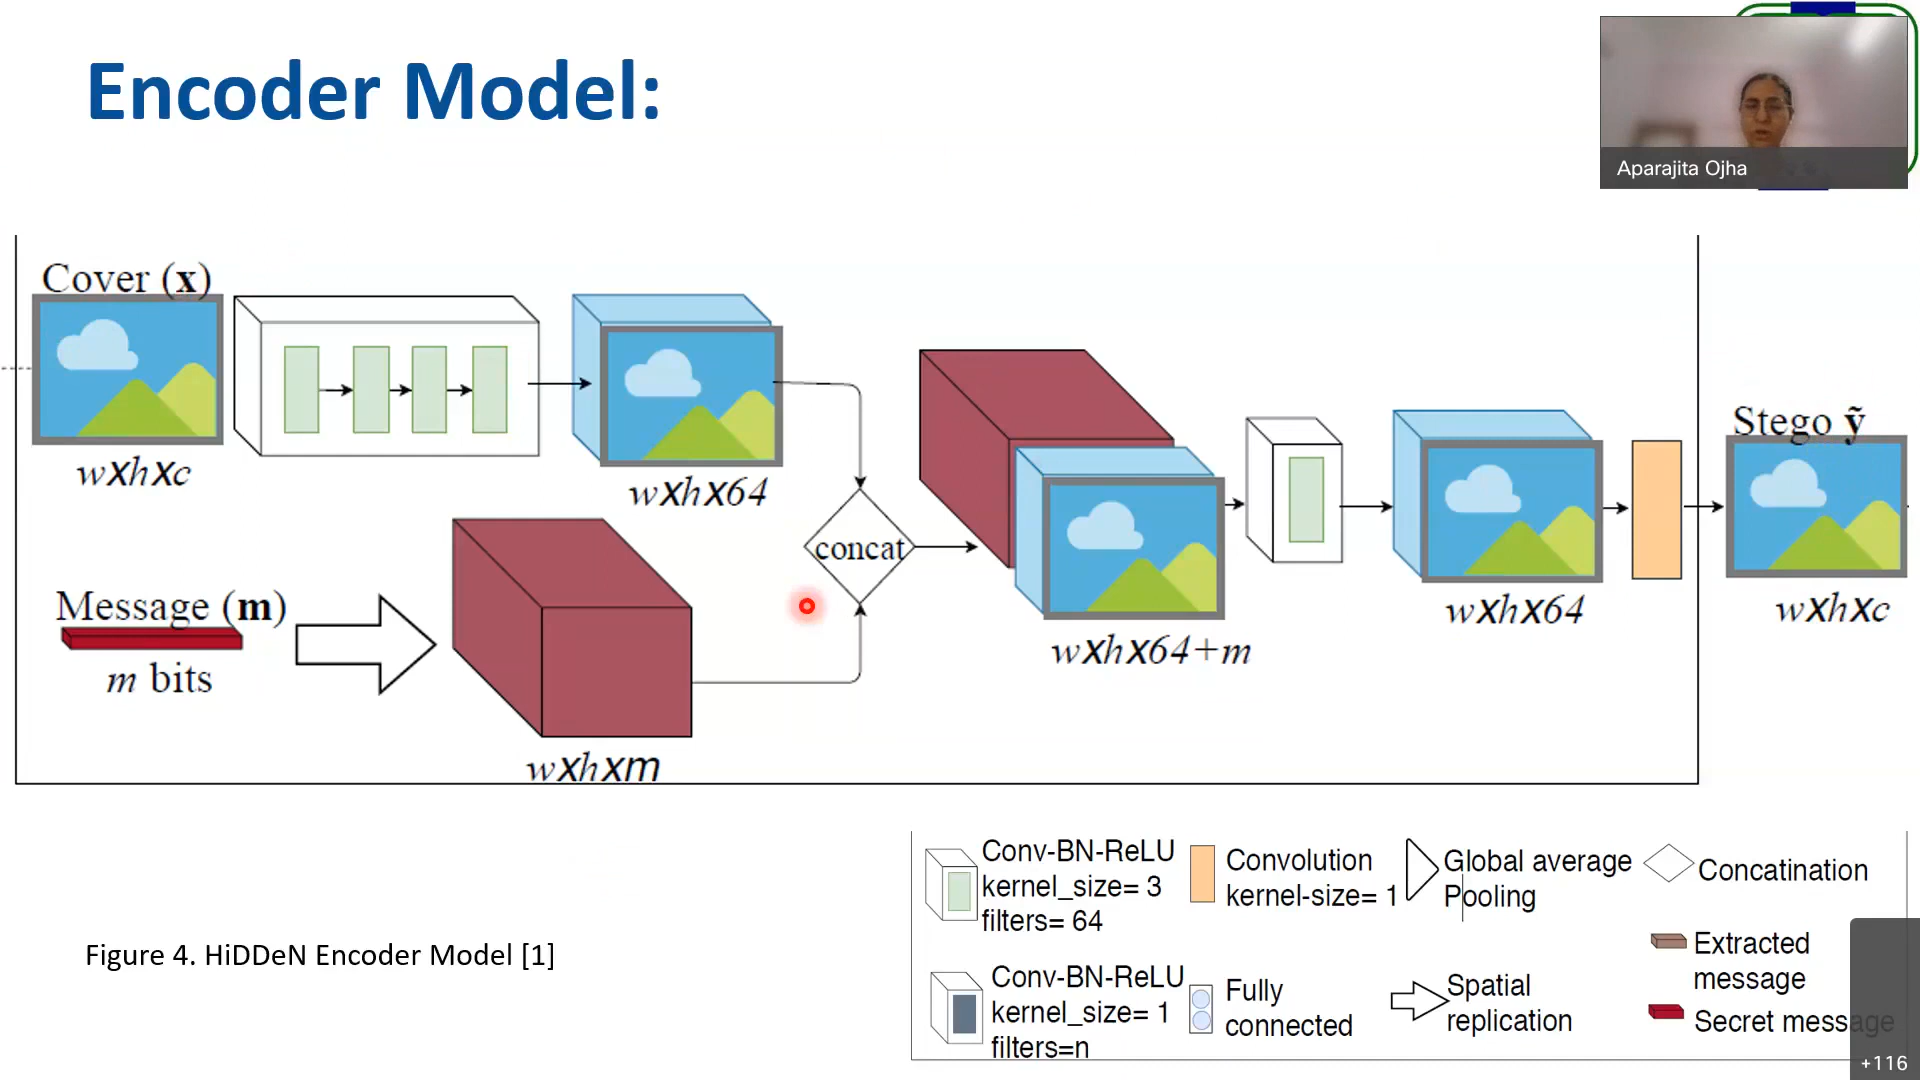 Encoder Model:
Aparajita Ojha
Cover (x)
wxhxc
wxhx64
Message (m)
m bits
wxhxm
concat
wxhx64+m
wxhx64
Stego ỹ
wxhxc
Figure 4. HiDDeN Encoder Model [1]
Conv-BN-ReLU
kernel_size= 3
filters= 64
Convolution
kernel-size= 1
Global average
Pooling
Concatination
Conv-BN-ReLU
kernel_size= 1
filters=n
Fully
connected
Spatial
replication
Extracted
message
Secret message
+116